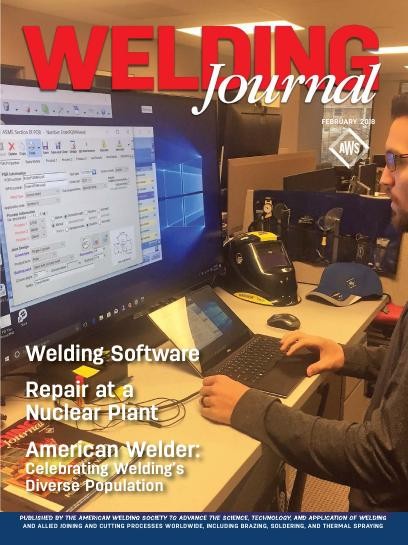 WELDING
Journal
FEBRUARY 2018
AWS
Welding Software
Repair at a
Nuclear Plant
American Welder:
Celebrating Welding's
Diverse Population
Journal
PUBLISHED BY THE AMERICAN WELDING SOCIETY TO ADVANCE THE SCIENCE, TECHNOLOGY, AND APPLICATION OF WELDING
AND ALLIED JOINING AND CUTTING PROCESSES WORLDWIDE, INCLUDING BRAZING, SOLDERING, AND THERMAL SPRAYING